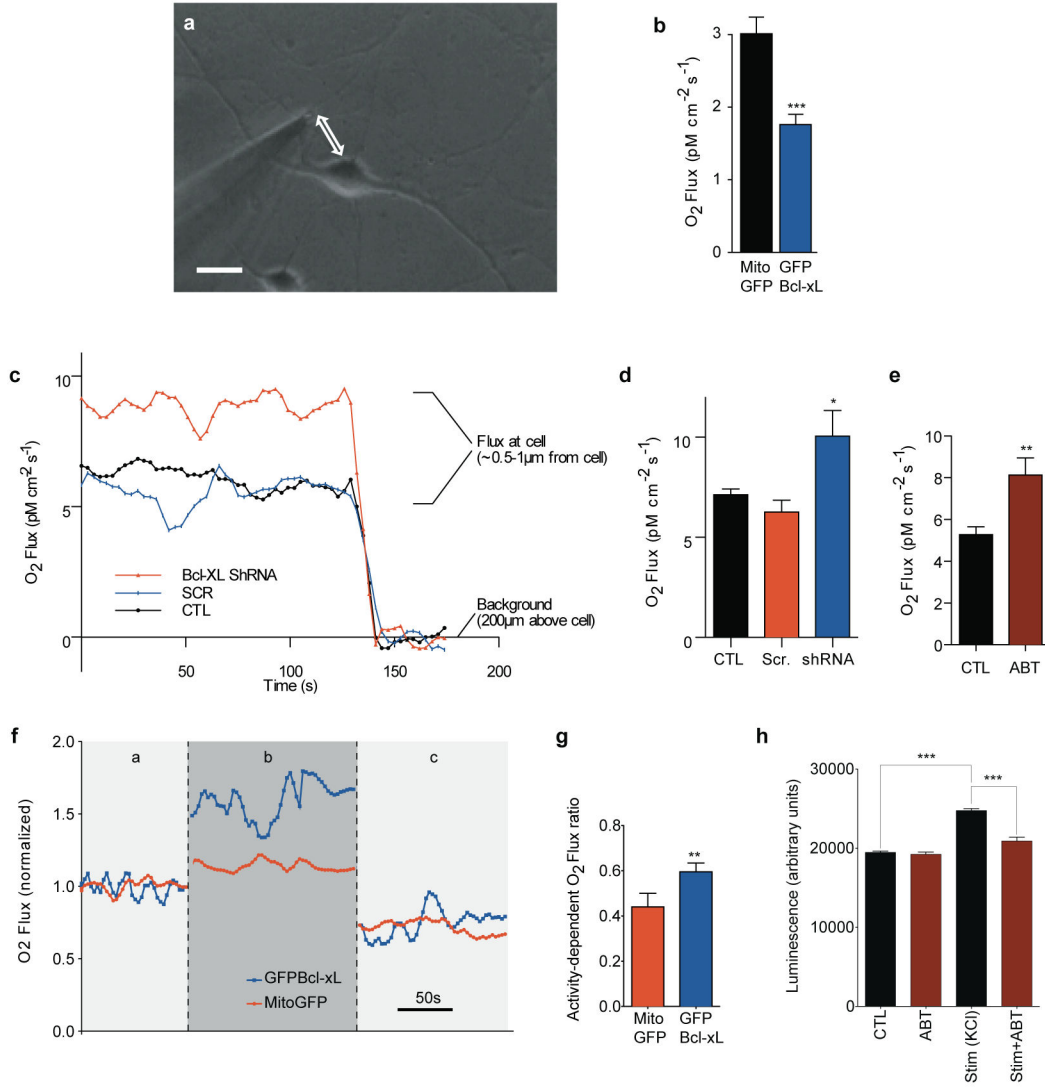 a
b
O2 Flux (pM cm-2 s-1)
3
2
1
0
***
Mito
GFP
GFP
Bcl-xL
c
O2 Flux (pM cm-2 s-1)
10
5
0
Flux at cell
(~0.5-1µm from cell)
Bcl-XL ShRNA
SCR
CTL
Background
(200µm above cell)
50
100
150
200
Time (s)
d
O2 Flux (pM cm-2 s-1)
10
5
0
*
CTL
Scr.
shRNA
e
O2 Flux (pM cm-2 s-1)
10
8
6
4
2
0
**
CTL
ABT
f
O2 Flux (normalized)
2.0
1.5
1.0
0.5
0.0
a
b
c
GFPBcl-xL
MitoGFP
50s
g
Activity-dependent O2 Flux ratio
0.8
0.6
0.4
0.2
0.0
**
Mito
GFP
GFP
Bcl-xL
h
Luminescence (arbitrary units)
30000
20000
10000
0
***
***
CTL
ABT
Stim (KCl)
Stim+ABT